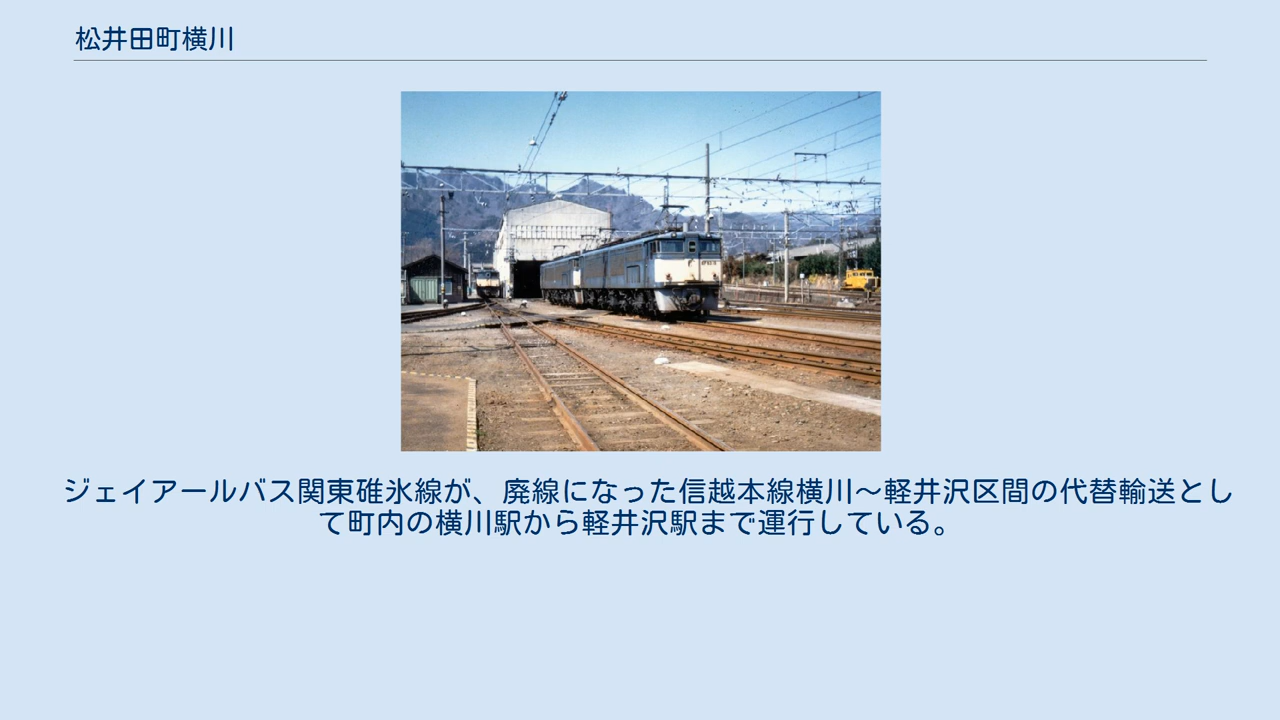 松井田町横川
ジェイアールバス関東碓氷線が、廃線になった信越本線横川～軽井沢区間の代替輸送とし
て町内の横川駅から軽井沢駅まで運行している。